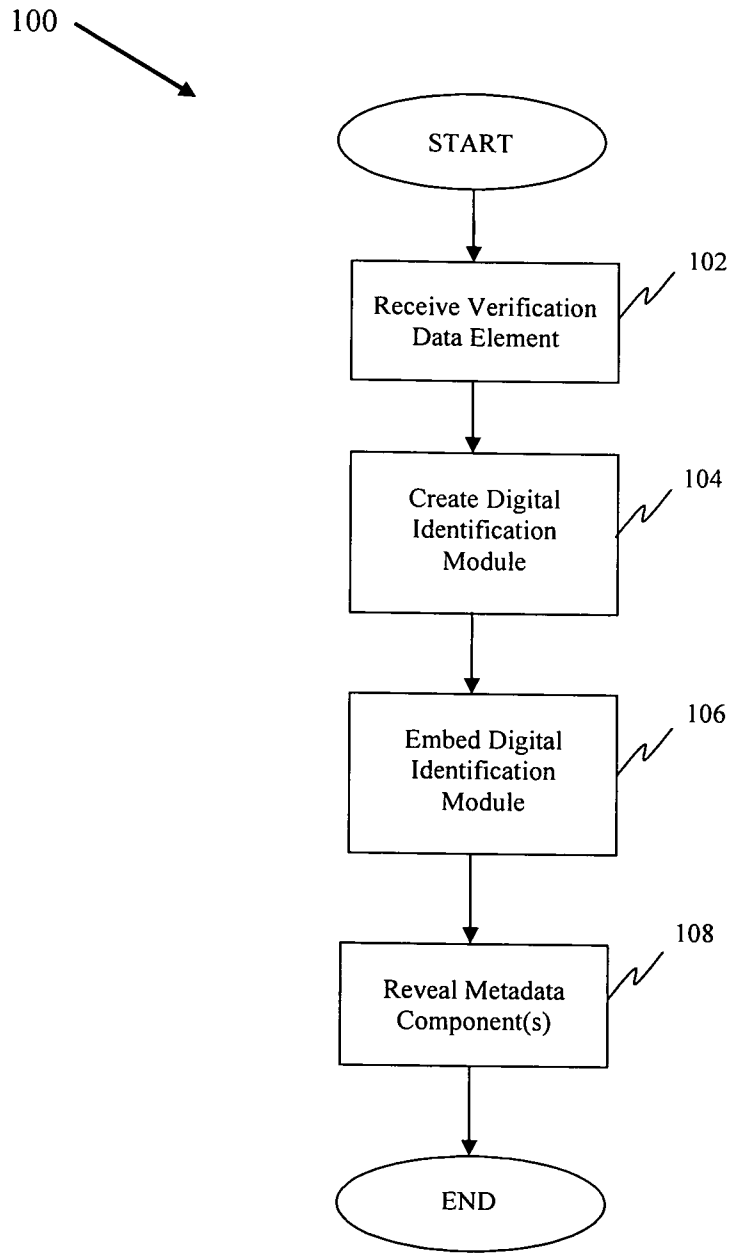 100
START
102
Receive Verification
Data Element
104
Create Digital
Identification
Module
106
Embed Digital
Identification
Module
108
Reveal Metadata
Component(s)
END